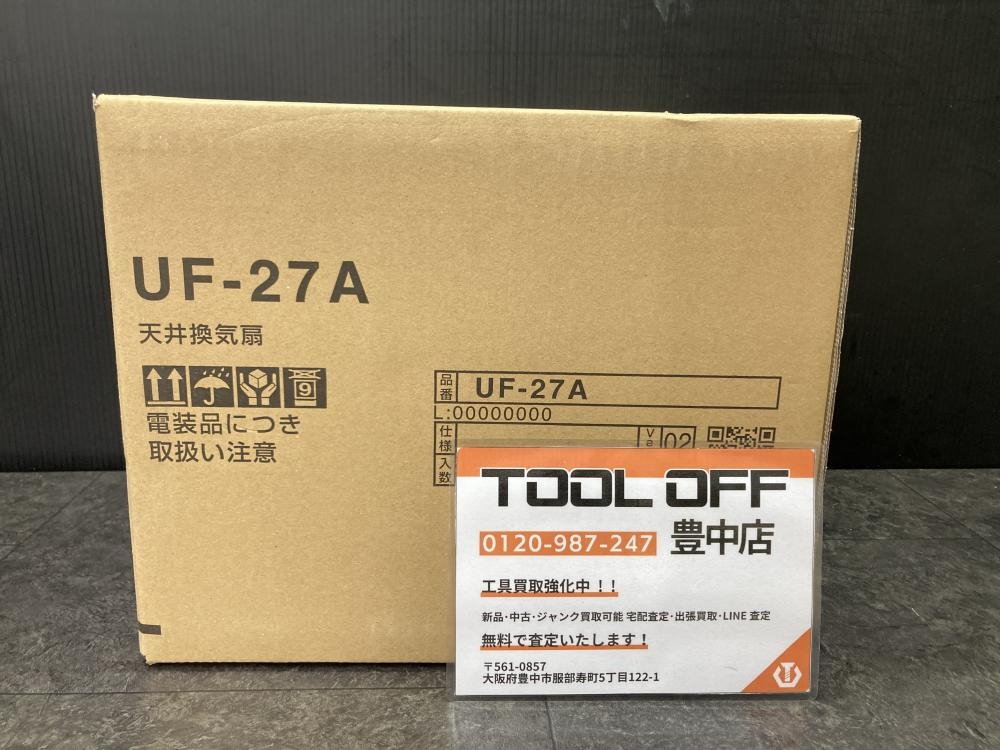 UF-27A
天井換気扇
9
電装品につき
取扱い注意
品番 UF-27A
L:00000000
仕様
02
入数
TOOL OFF
0120-987-247 豊中店
工具買取強化中！！
新品・中古・ジャンク買取可能 宅配査定・出張買取・LINE 査定
無料で査定いたします！
〒561-0857
大阪府豊中市服部寿町5丁目122-1